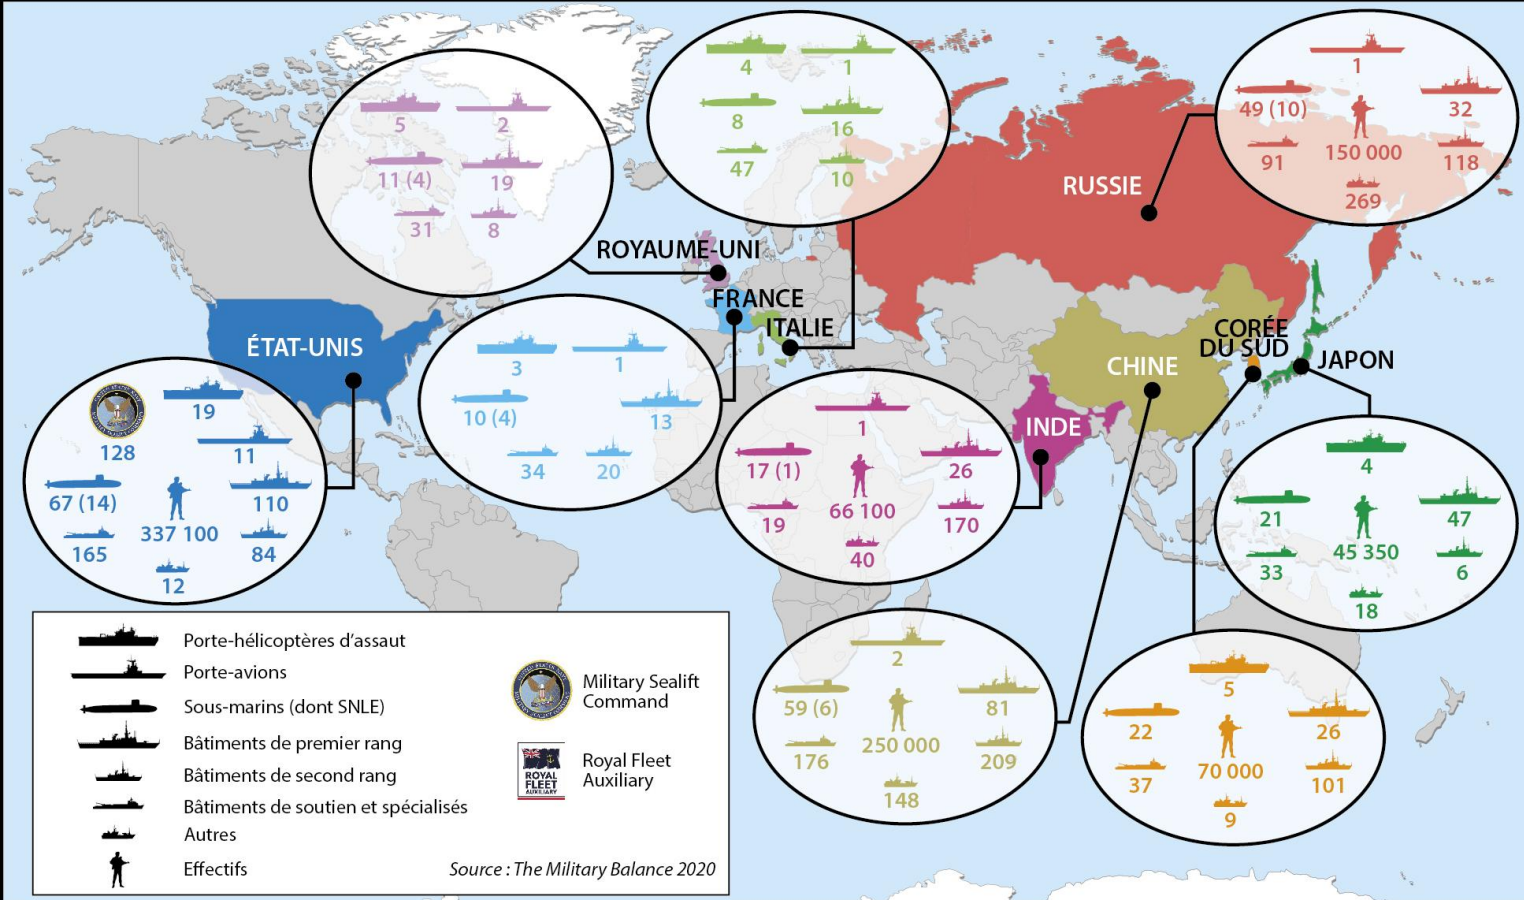 5 2
11 (4) 19
31 8
4 1
8 16
47 10
1
49 (10) 32
91 150 000 118
269
RUSSIE
ROYAUME-UNI
FRANCE
ITALIE
ÉTAT-UNIS
CHINE
CORÉE
DU SUD
JAPON
INDE
19
128 11
67 (14) 110
165 337 100 84
12
3 1
10 (4) 13
34 20
1
17 (1) 26
19 66 100 170
40
4
21 47
33 45 350 6
18
2
59 (6) 81
176 250 000 209
148
5
22 26
37 70 000 101
9
Porte-hélicoptères d'assaut
Porte-avions
Sous-marins (dont SNLE)
Bâtiments de premier rang
Bâtiments de second rang
Bâtiments de soutien et spécialisés
Autres
Effectifs
Military Sealift
Command
ROYAL
FLEET
AUXILIARY
Royal Fleet
Auxiliary
Source : The Military Balance 2020